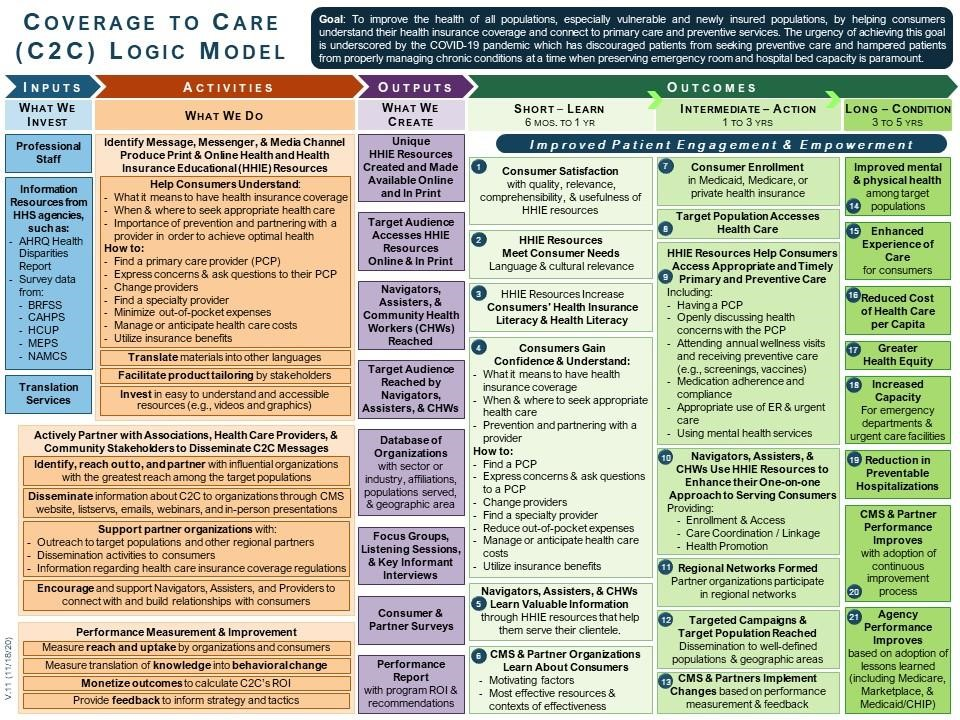 COVERAGE TO CARE
(C2C) LOGIC MODEL
Goal: To improve the health of all populations, especially vulnerable and newly insured populations, by helping consumers
understand their health insurance coverage and connect to primary care and preventive services. The urgency of achieving this goal
is underscored by the COVID-19 pandemic which has discouraged patients from seeking preventive care and hampered patients
from properly managing chronic conditions at a time when preserving emergency room and hospital bed capacity is paramount.
INPUTS
WHAT WE
INVEST
Professional
Staff
Information
Resources from
HHS agencies,
such as:
- AHRQ Health
Disparities
Report
- Survey data
from:
- BRFSS
- CAHPS
- HCUP
- MEPS
- NAMCS
Translation
Services
ACTIVITIES
WHAT WE DO
Identify Message, Messenger, & Media Channel
Produce Print & Online Health and Health
Insurance Educational (HHIE) Resources
Help Consumers Understand:
- What it means to have health insurance coverage
- When & where to seek appropriate health care
- Importance of prevention and partnering with a
provider in order to achieve optimal health
How to:
- Find a primary care provider (PCP)
- Express concerns & ask questions to their PCP
- Change providers
- Find a specialty provider
- Minimize out-of-pocket expenses
- Manage or anticipate health care costs
- Utilize insurance benefits
Translate materials into other languages
Facilitate product tailoring by stakeholders
Invest in easy to understand and accessible
resources (e.g., videos and graphics)
Actively Partner with Associations, Health Care Providers, &
Community Stakeholders to Disseminate C2C Messages
Identify, reach out to, and partner with influential organizations
with the greatest reach among the target populations
Disseminate information about C2C to organizations through CMS
website, listservs, emails, webinars, and in-person presentations
Support partner organizations with:
- Outreach to target populations and other regional partners
- Dissemination activities to consumers
- Information regarding health care insurance coverage regulations
Encourage and support Navigators, Assisters, and Providers to
connect with and build relationships with consumers
Performance Measurement & Improvement
Measure reach and uptake by organizations and consumers
Measure translation of knowledge into behavioral change
Monetize outcomes to calculate C2C's ROI
Provide feedback to inform strategy and tactics
V.11 (11/18/20)
OUTPUTS
WHAT WE
CREATE
Unique
HHIE Resources
Created and Made
Available Online
and In Print
Target Audience
Accesses HHIE
Resources
Online & In Print
Navigators,
Assisters, &
Community Health
Workers (CHWs)
Reached
Target Audience
Reached by
Navigators,
Assisters, & CHWs
Database of
Organizations
with sector or
industry, affiliations,
populations served,
& geographic area
Focus Groups,
Listening Sessions,
& Key Informant
Interviews
Consumer &
Partner Surveys
Performance
Report
with program ROI &
recommendations
OUTCOMES
SHORT – LEARN
6 MOS. TO 1 YR
INTERMEDIATE – ACTION
1 TO 3 YRS
LONG – CONDITION
3 TO 5 YRS
Improved Patient Engagement & Empowerment
1
Consumer Satisfaction
with quality, relevance,
comprehensibility, & usefulness of
HHIE resources
2
HHIE Resources
Meet Consumer Needs
Language & cultural relevance
3
HHIE Resources Increase
Consumers' Health Insurance
Literacy & Health Literacy
4
Consumers Gain
Confidence & Understand:
- What it means to have health
insurance coverage
- When & where to seek appropriate
health care
- Prevention and partnering with a
provider
How to:
- Find a PCP
- Express concerns & ask questions
to a PCP
- Change providers
- Find a specialty provider
- Reduce out-of-pocket expenses
- Manage or anticipate health care
costs
- Utilize insurance benefits
Navigators, Assisters, & CHWs
5 Learn Valuable Information
through HHIE resources that help
them serve their clientele.
6
CMS & Partner Organizations
Learn About Consumers
- Motivating factors
- Most effective resources &
contexts of effectiveness
7
Consumer Enrollment
in Medicaid, Medicare, or
private health insurance
Target Population Accesses
8 Health Care
HHIE Resources Help Consumers
Access Appropriate and Timely
9 Primary and Preventive Care
Including:
- Having a PCP
- Openly discussing health
concerns with the PCP
- Attending annual wellness visits
and receiving preventive care
(e.g., screenings, vaccines)
- Medication adherence and
compliance
- Appropriate use of ER & urgent
care
- Using mental health services
10
Navigators, Assisters, &
CHWs Use HHIE Resources to
Enhance their One-on-one
Approach to Serving Consumers
Providing:
- Enrollment & Access
- Care Coordination / Linkage
- Health Promotion
11 Regional Networks Formed
Partner organizations participate
in regional networks
12 Targeted Campaigns &
Target Population Reached
Dissemination to well-defined
populations & geographic areas
13 CMS & Partners Implement
Changes based on performance
measurement & feedback
Improved mental
& physical health
among target
14 populations
15 Enhanced
Experience of
Care
for consumers
16 Reduced Cost
of Health Care
per Capita
17 Greater
Health Equity
18 Increased
Capacity
For emergency
departments &
urgent care facilities
19 Reduction in
Preventable
Hospitalizations
CMS & Partner
Performance
Improves
with adoption of
continuous
improvement
20 process
21 Agency
Performance
Improves
based on adoption of
lessons learned
(including Medicare,
Marketplace, &
Medicaid/CHIP)